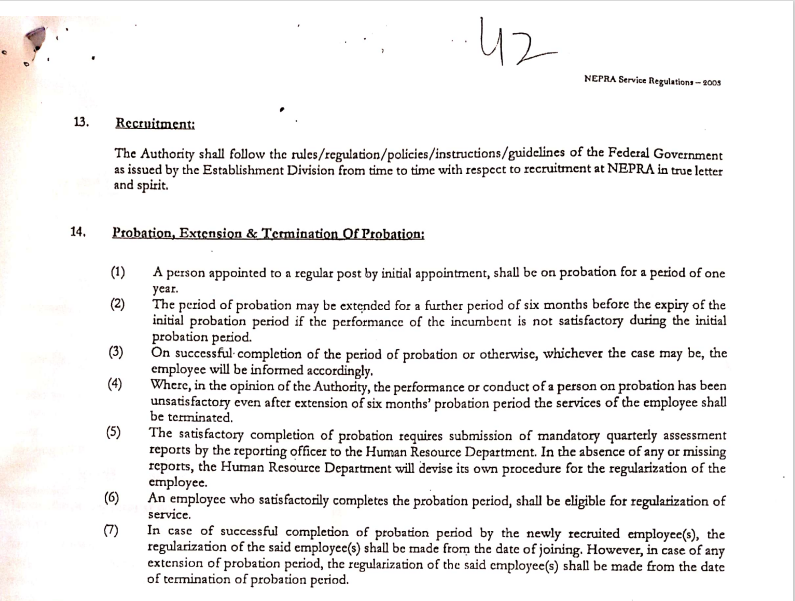 42
NEPRA Service Regulations – 2003
13. Recruitment:
The Authority shall follow the rules/regulation/policies/instructions/guidelines of the Federal Government
as issued by the Establishment Division from time to time with respect to recruitment at NEPRA in true letter
and spirit.
14. Probation, Extension & Termination Of Probation:
(1) A person appointed to a regular post by initial appointment, shall be on probation for a period of one
year.
(2) The period of probation may be extended for a further period of six months before the expiry of the
initial probation period if the performance of the incumbent is not satisfactory during the initial
probation period.
(3) On successful completion of the period of probation or otherwise, whichever the case may be, the
employee will be informed accordingly.
(4) Where, in the opinion of the Authority, the performance or conduct of a person on probation has been
unsatisfactory even after extension of six months' probation period the services of the employee shall
be terminated.
(5) The satisfactory completion of probation requires submission of mandatory quarterly assessment
reports by the reporting officer to the Human Resource Department. In the absence of any or missing
reports, the Human Resource Department will devise its own procedure for the regularization of the
employee.
(6) An employee who satisfactorily completes the probation period, shall be eligible for regularization of
service.
(7) In case of successful completion of probation period by the newly recruited employee(s), the
regularization of the said employee(s) shall be made from the date of joining. However, in case of any
extension of probation period, the regularization of the said employee(s) shall be made from the date
of termination of probation period.